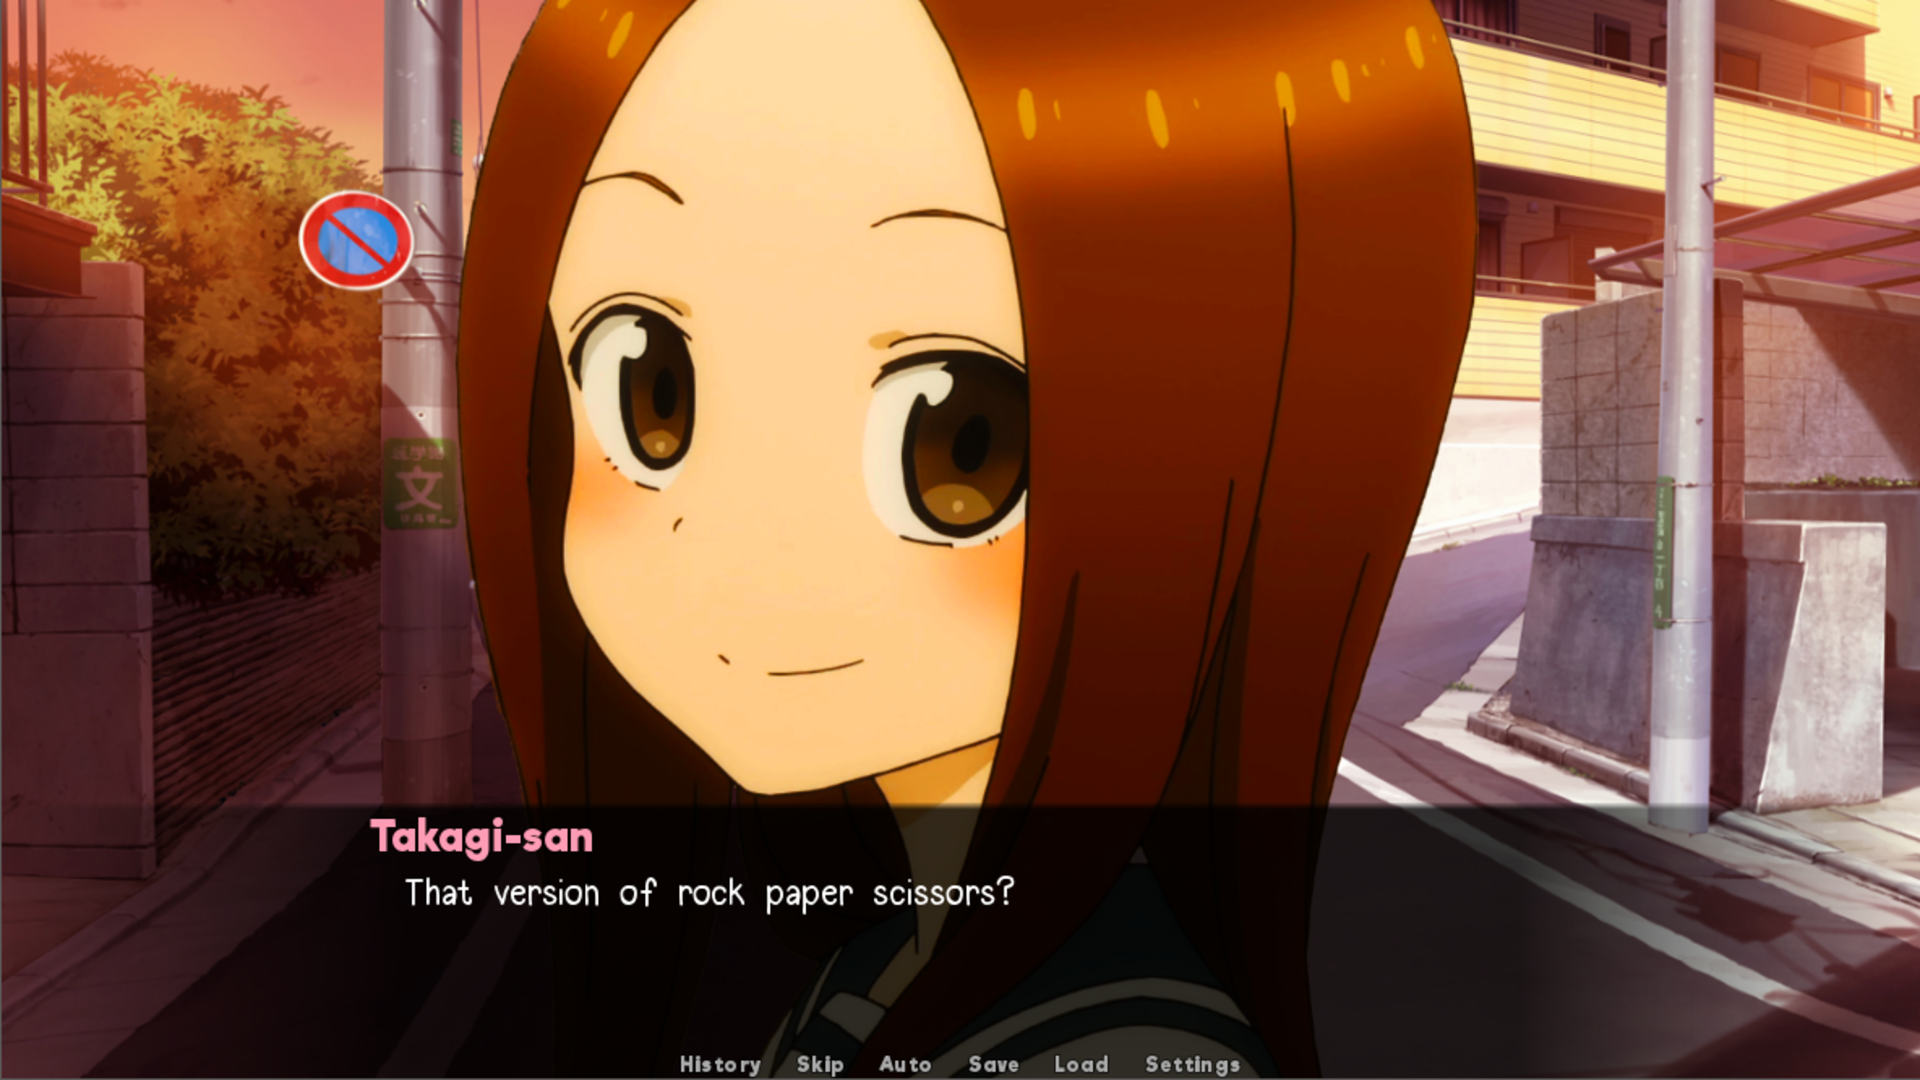 文
Takagi-san
That version of rock paper scissors?
History Skip Auto Save Load Settings